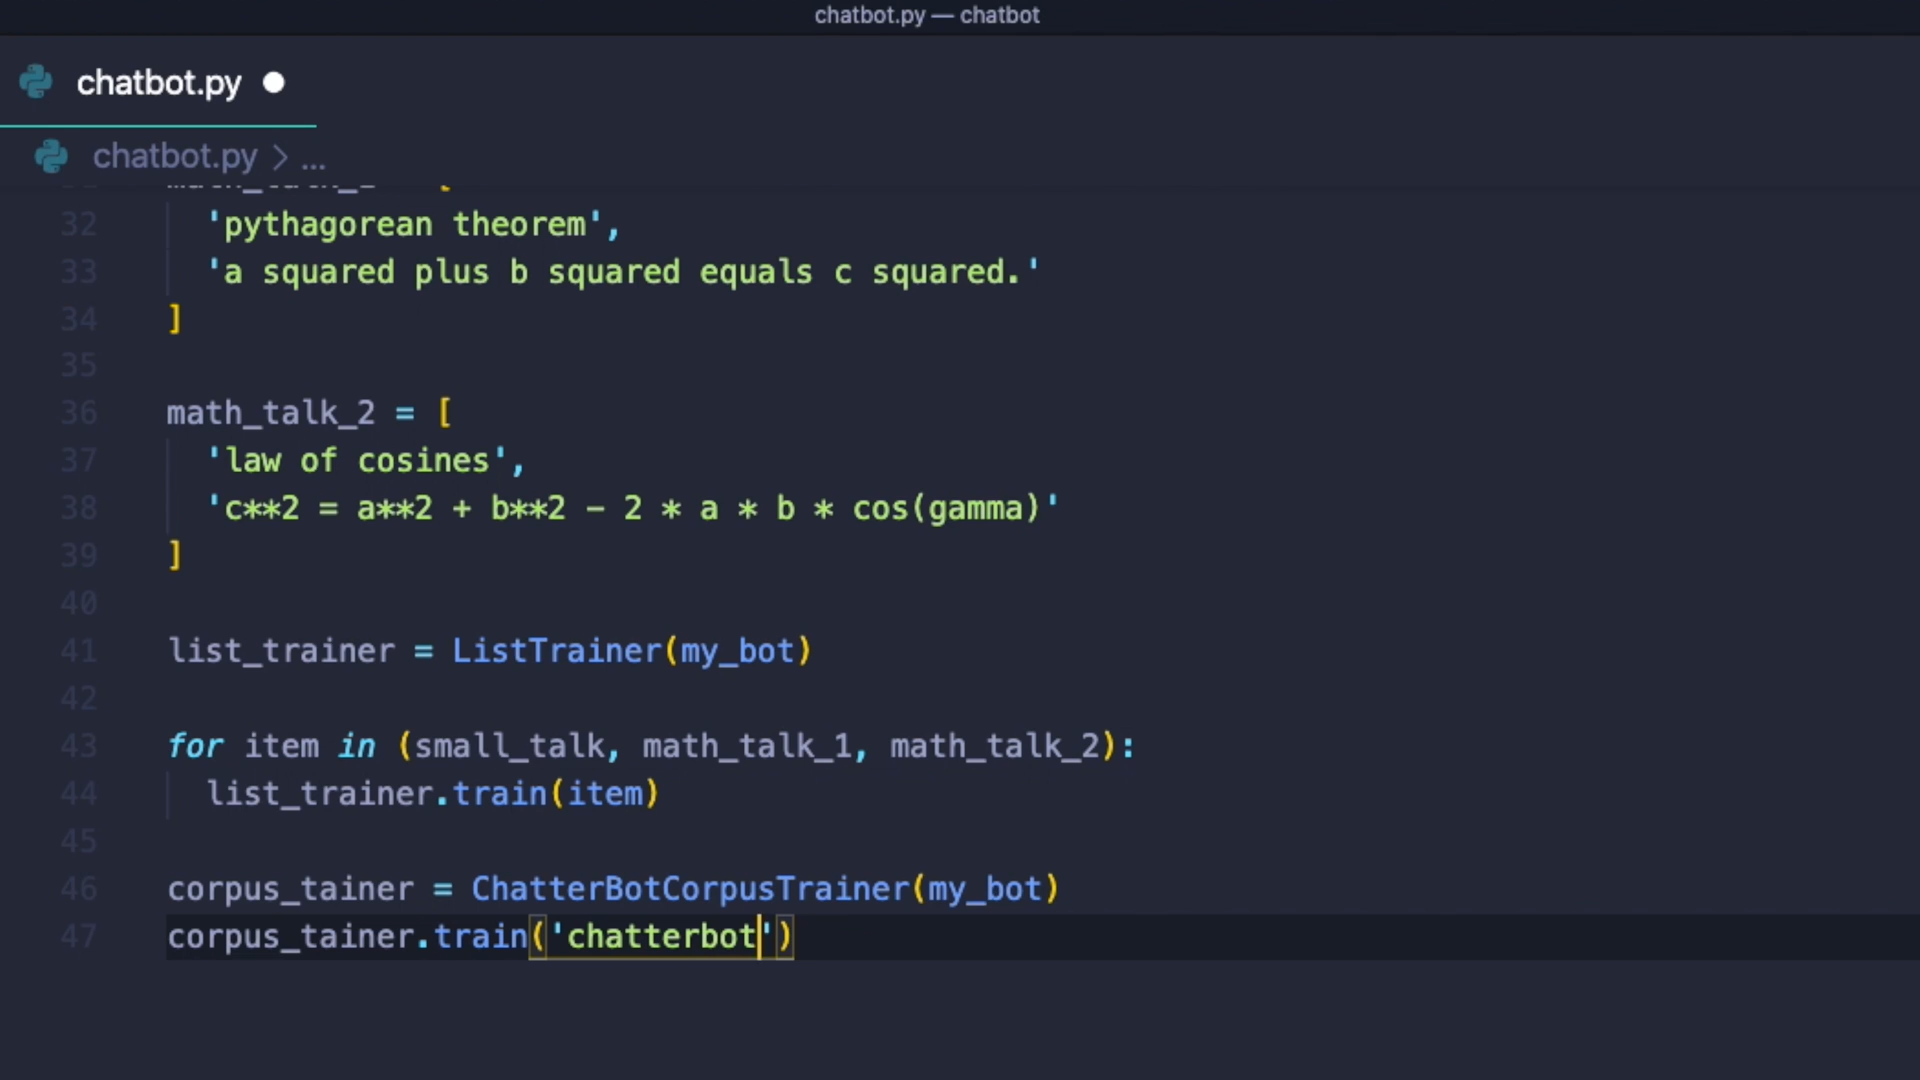 chatbot.py — chatbot
chatbot.py
chatbot.py > ...
32 'pythagorean theorem',
33 'a squared plus b squared equals c squared.'
34 ]
35
36 math_talk_2 = [
37 'law of cosines',
38 'c**2 = a**2 + b**2 - 2 * a * b * cos(gamma)'
39 ]
40
41 list_trainer = ListTrainer(my_bot)
42
43 for item in (small_talk, math_talk_1, math_talk_2):
44 list_trainer.train(item)
45
46 corpus_tainer = ChatterBotCorpusTrainer(my_bot)
47 corpus_tainer.train('chatterbot')